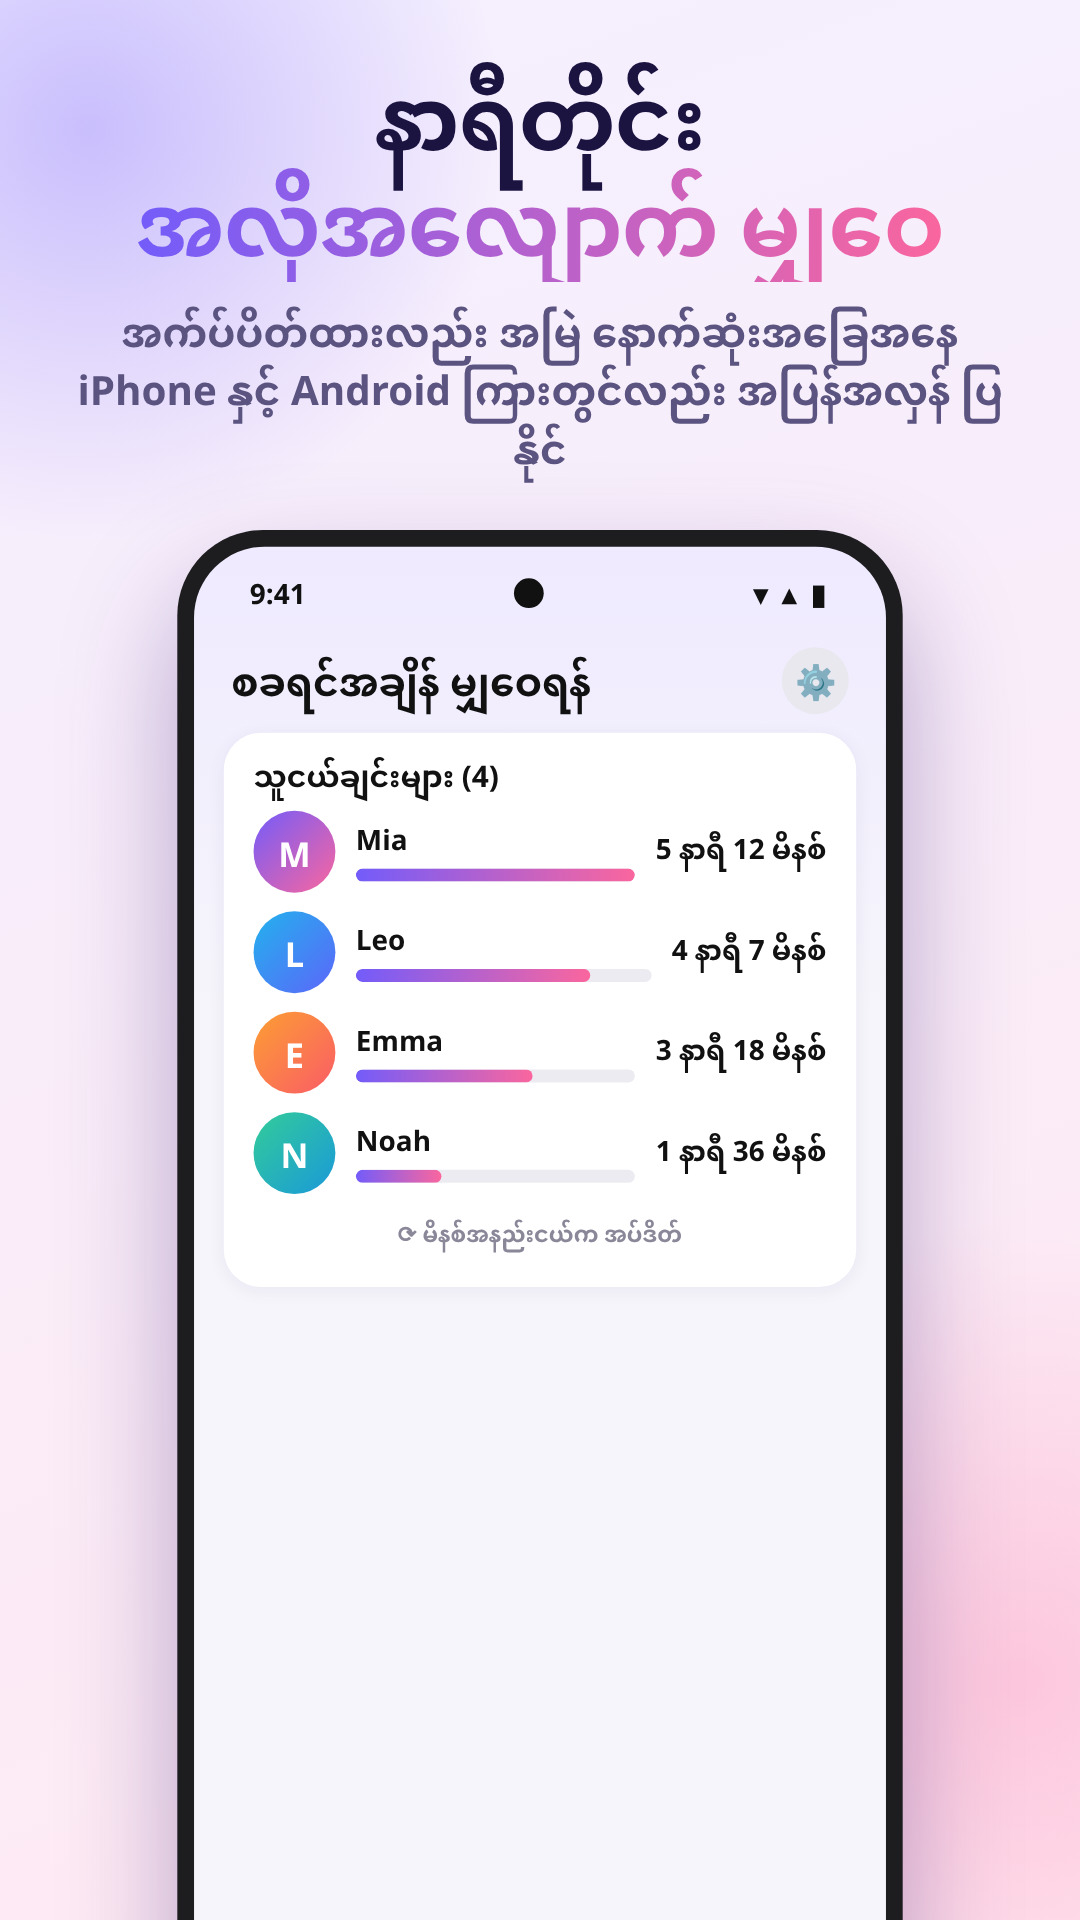 နာရီတိုင်း
အလိုအလျောက် မျှဝေ
အက်ပ်ပိတ်ထားလည်း အမြဲ နောက်ဆုံးအခြေအနေ
iPhone နှင့် Android ကြားတွင်လည်း အပြန်အလှန် ပြ
နိုင်
9:41
စခရင်အချိန် မျှဝေရန်
သူငယ်ချင်းများ (4)
M
Mia
5 နာရီ 12 မိနစ်
L
Leo
4 နာရီ 7 မိနစ်
E
Emma
3 နာရီ 18 မိနစ်
N
Noah
1 နာရီ 36 မိနစ်
⟳ မိနစ်အနည်းငယ်က အပ်ဒိတ်